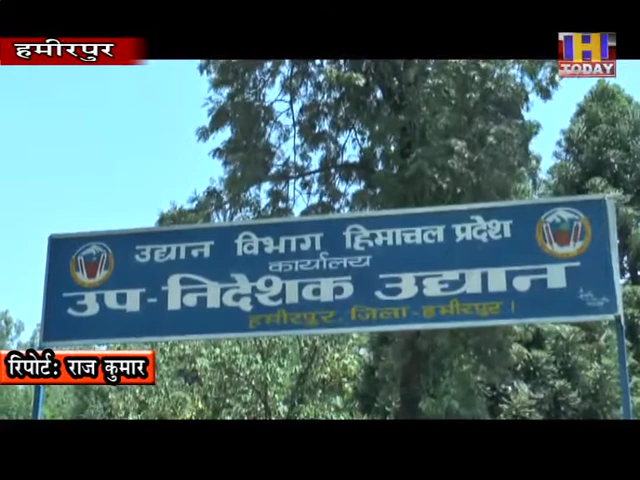 हमीरपुर
HP
TODAY
उद्यान विभाग हिमाचल प्रदेश
कार्यालय
उप-निदेशक उद्यान
हमीरपुर, जिला-हमीरपुर।
रिपोर्ट: राज कुमार